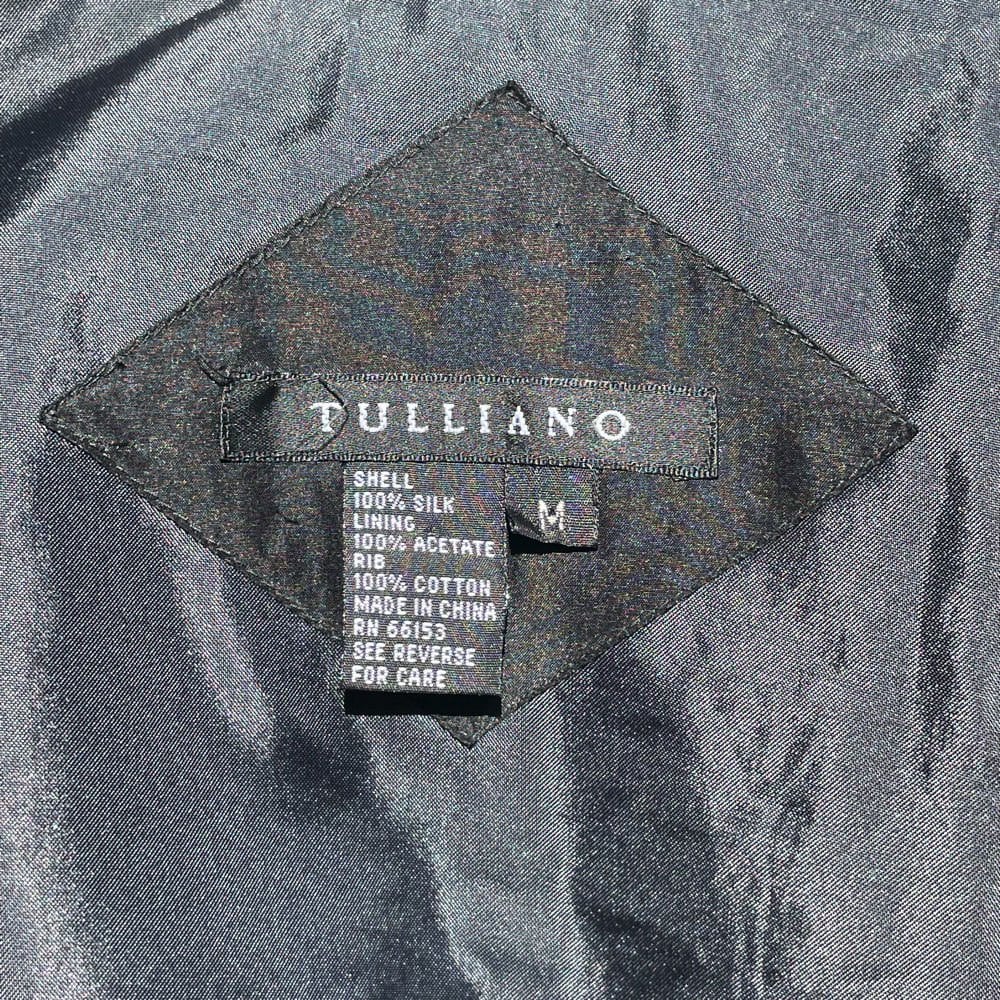 TULLIANO
SHELL
100% SILK
LINING
100% ACETATE
RIB
100% COTTON
MADE IN CHINA
RN 66153
SEE REVERSE
FOR CARE
M